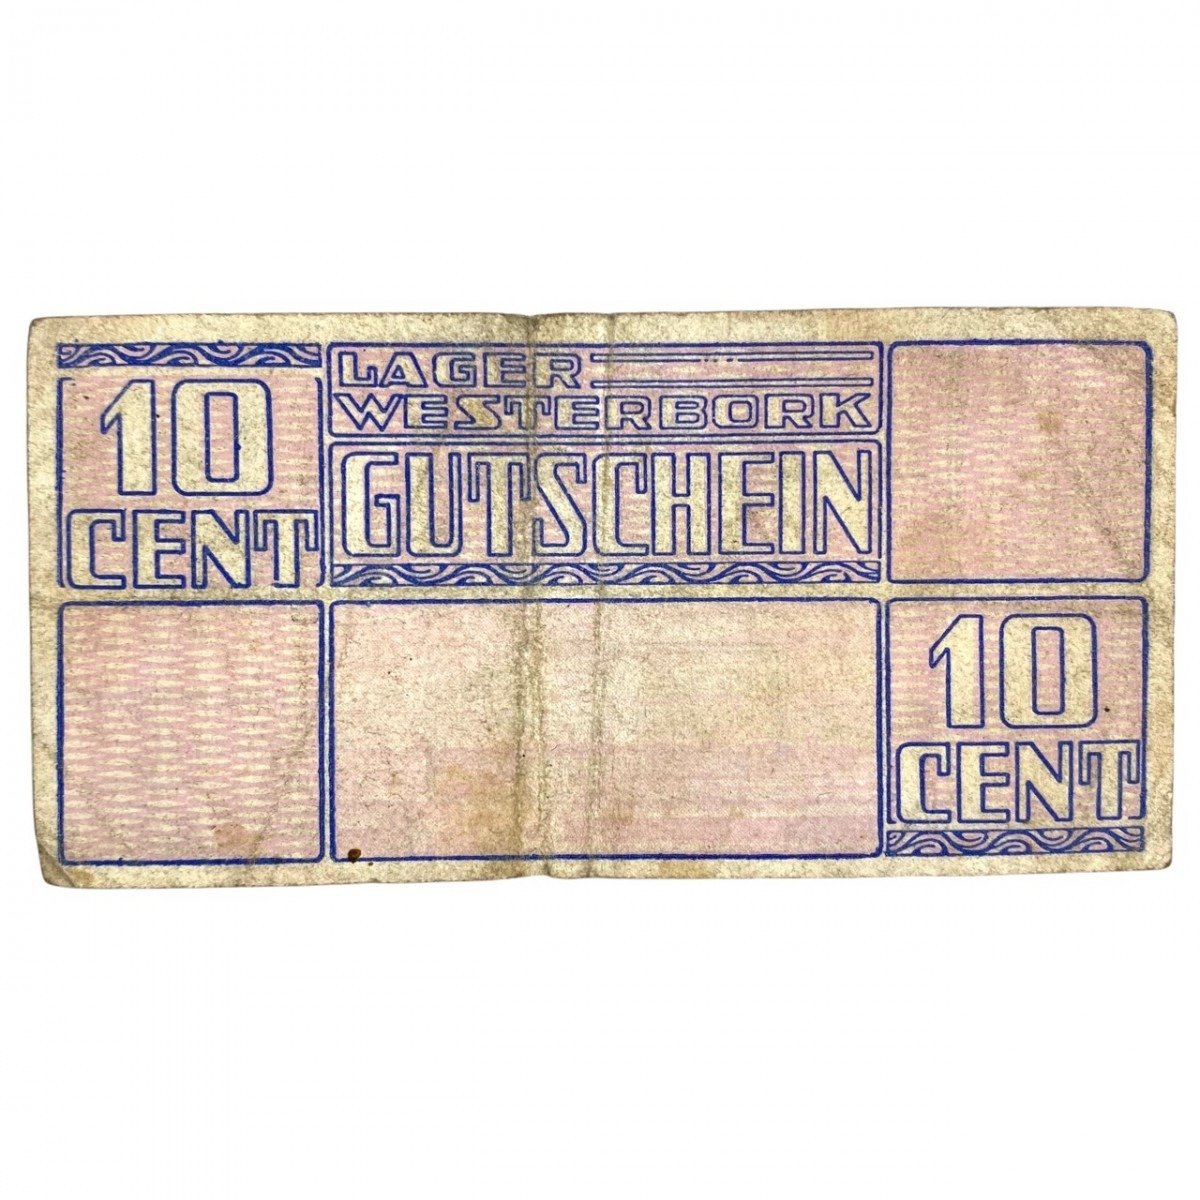 10
CENT
LAGER
WESTERBORK
GUTSCHEIN
10
CENT